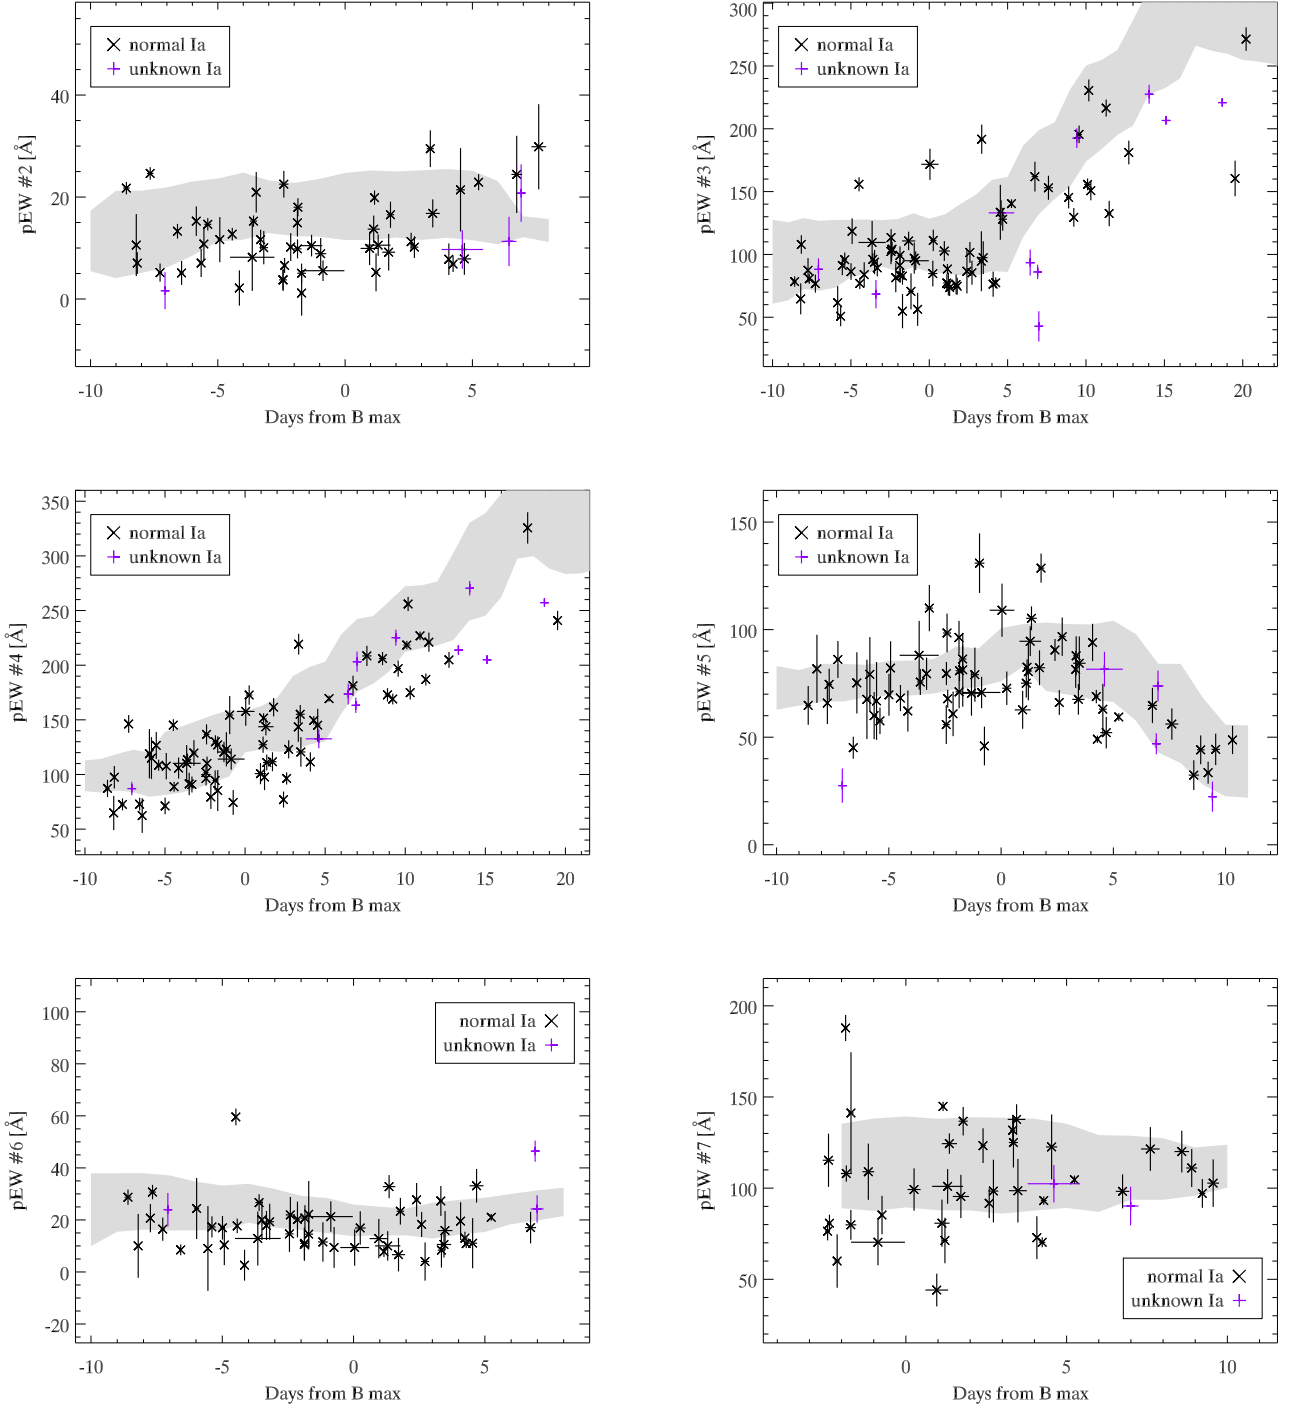 normal Ia
unknown Ia
pEW #2 [Å]
40
20
0
-10 -5 0 5
Days from B max
normal Ia
unknown Ia
pEW #3 [Å]
300
250
200
150
100
50
-10 -5 0 5 10 15 20
Days from B max
normal Ia
unknown Ia
pEW #4 [Å]
350
300
250
200
150
100
50
-10 -5 0 5 10 15 20
Days from B max
normal Ia
unknown Ia
pEW #5 [Å]
150
100
50
0
-10 -5 0 5 10
Days from B max
normal Ia
unknown Ia
pEW #6 [Å]
100
80
60
40
20
0
-20
-10 -5 0 5
Days from B max
normal Ia
unknown Ia
pEW #7 [Å]
200
150
100
50
0 5 10
Days from B max